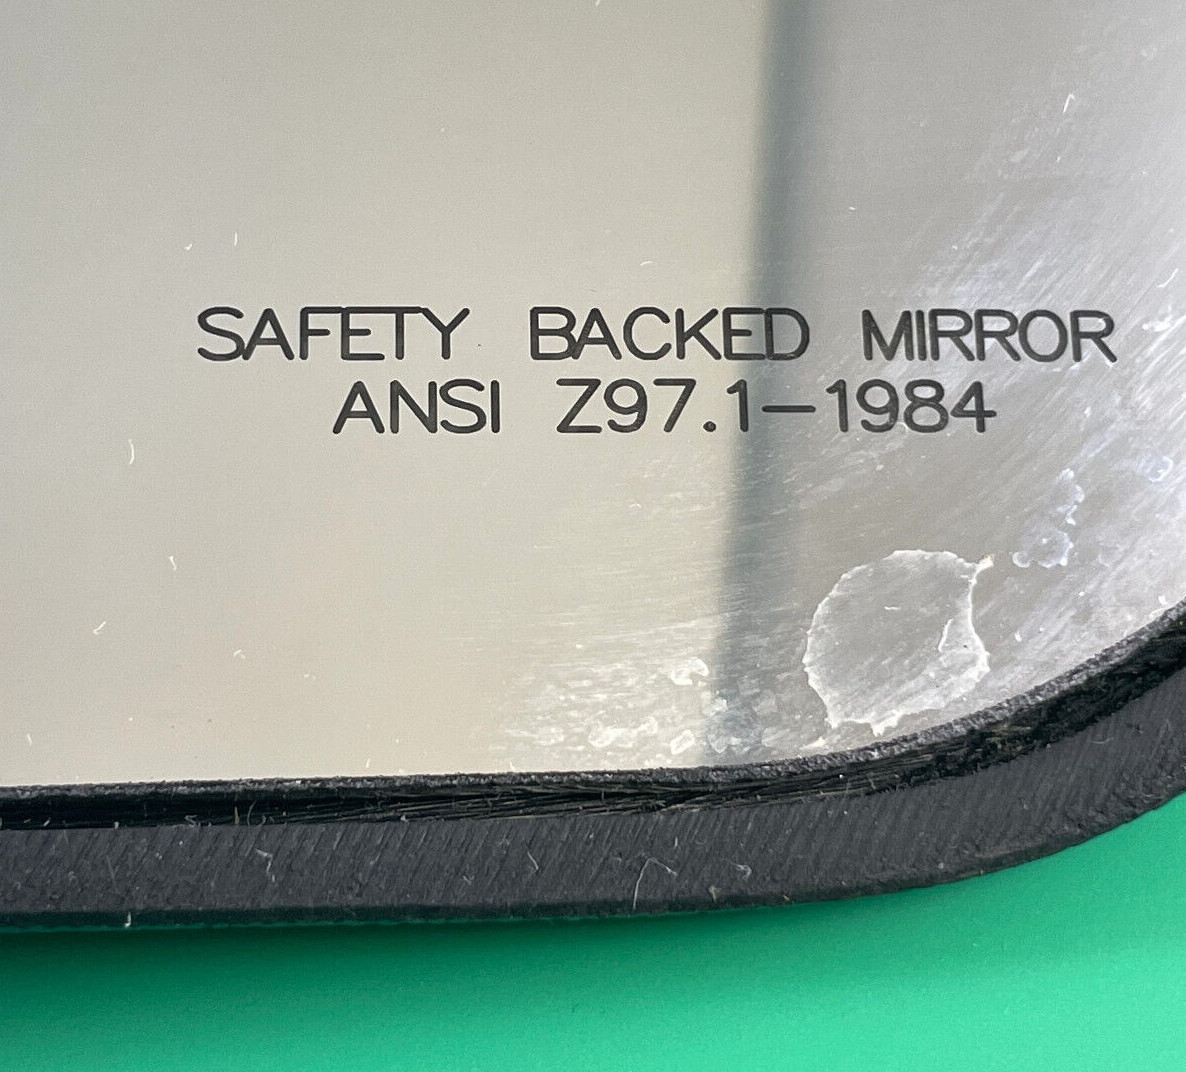 SAFETY BACKED MIRROR
ANSI Z97.1-1984